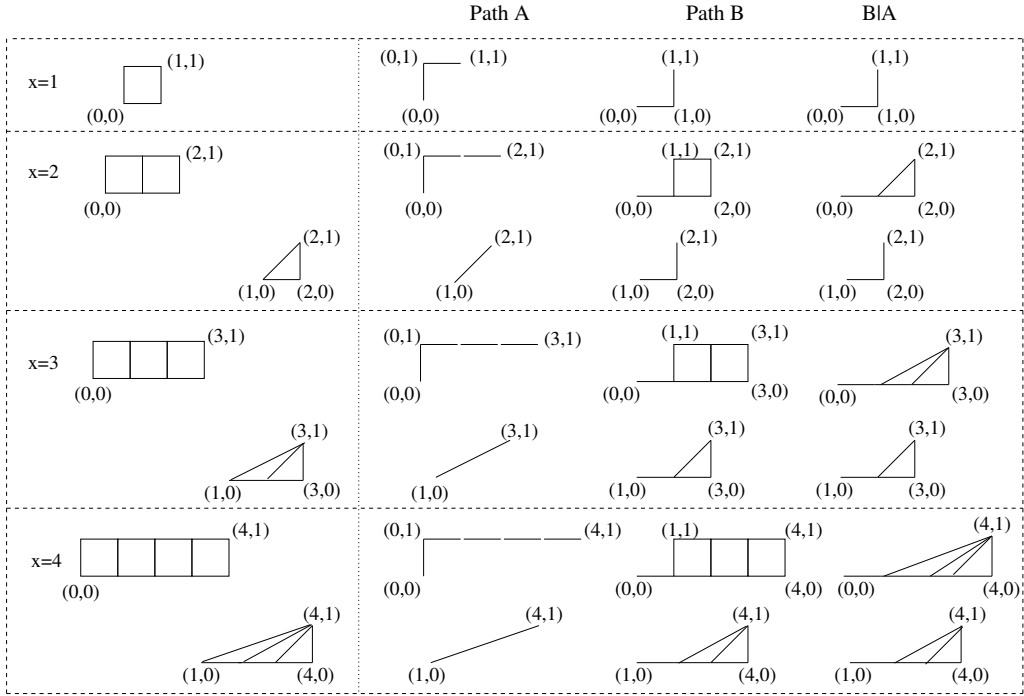 Path A Path B B|A
(1,1) (0,1) (1,1) (1,1) (1,1)
x=1
(0,0) (0,0) (0,0) (1,0) (0,0) (1,0)
(2,1) (0,1) (2,1) (1,1) (2,1) (2,1)
x=2
(0,0) (0,0) (0,0) (2,0) (0,0) (2,0)
(2,1) (2,1) (2,1) (2,1)
(1,0) (2,0) (1,0) (1,0) (2,0) (1,0) (2,0)
(3,1) (0,1) (3,1) (1,1) (3,1) (3,1)
x=3
(0,0) (0,0) (0,0) (3,0) (0,0) (3,0)
(3,1) (3,1) (3,1) (3,1)
(1,0) (3,0) (1,0) (1,0) (3,0) (1,0) (3,0)
(4,1) (0,1) (4,1) (1,1) (4,1) (4,1)
x=4
(0,0) (0,0) (0,0) (4,0) (0,0) (4,0)
(4,1) (4,1) (4,1) (4,1)
(1,0) (4,0) (1,0) (1,0) (4,0) (1,0) (4,0)